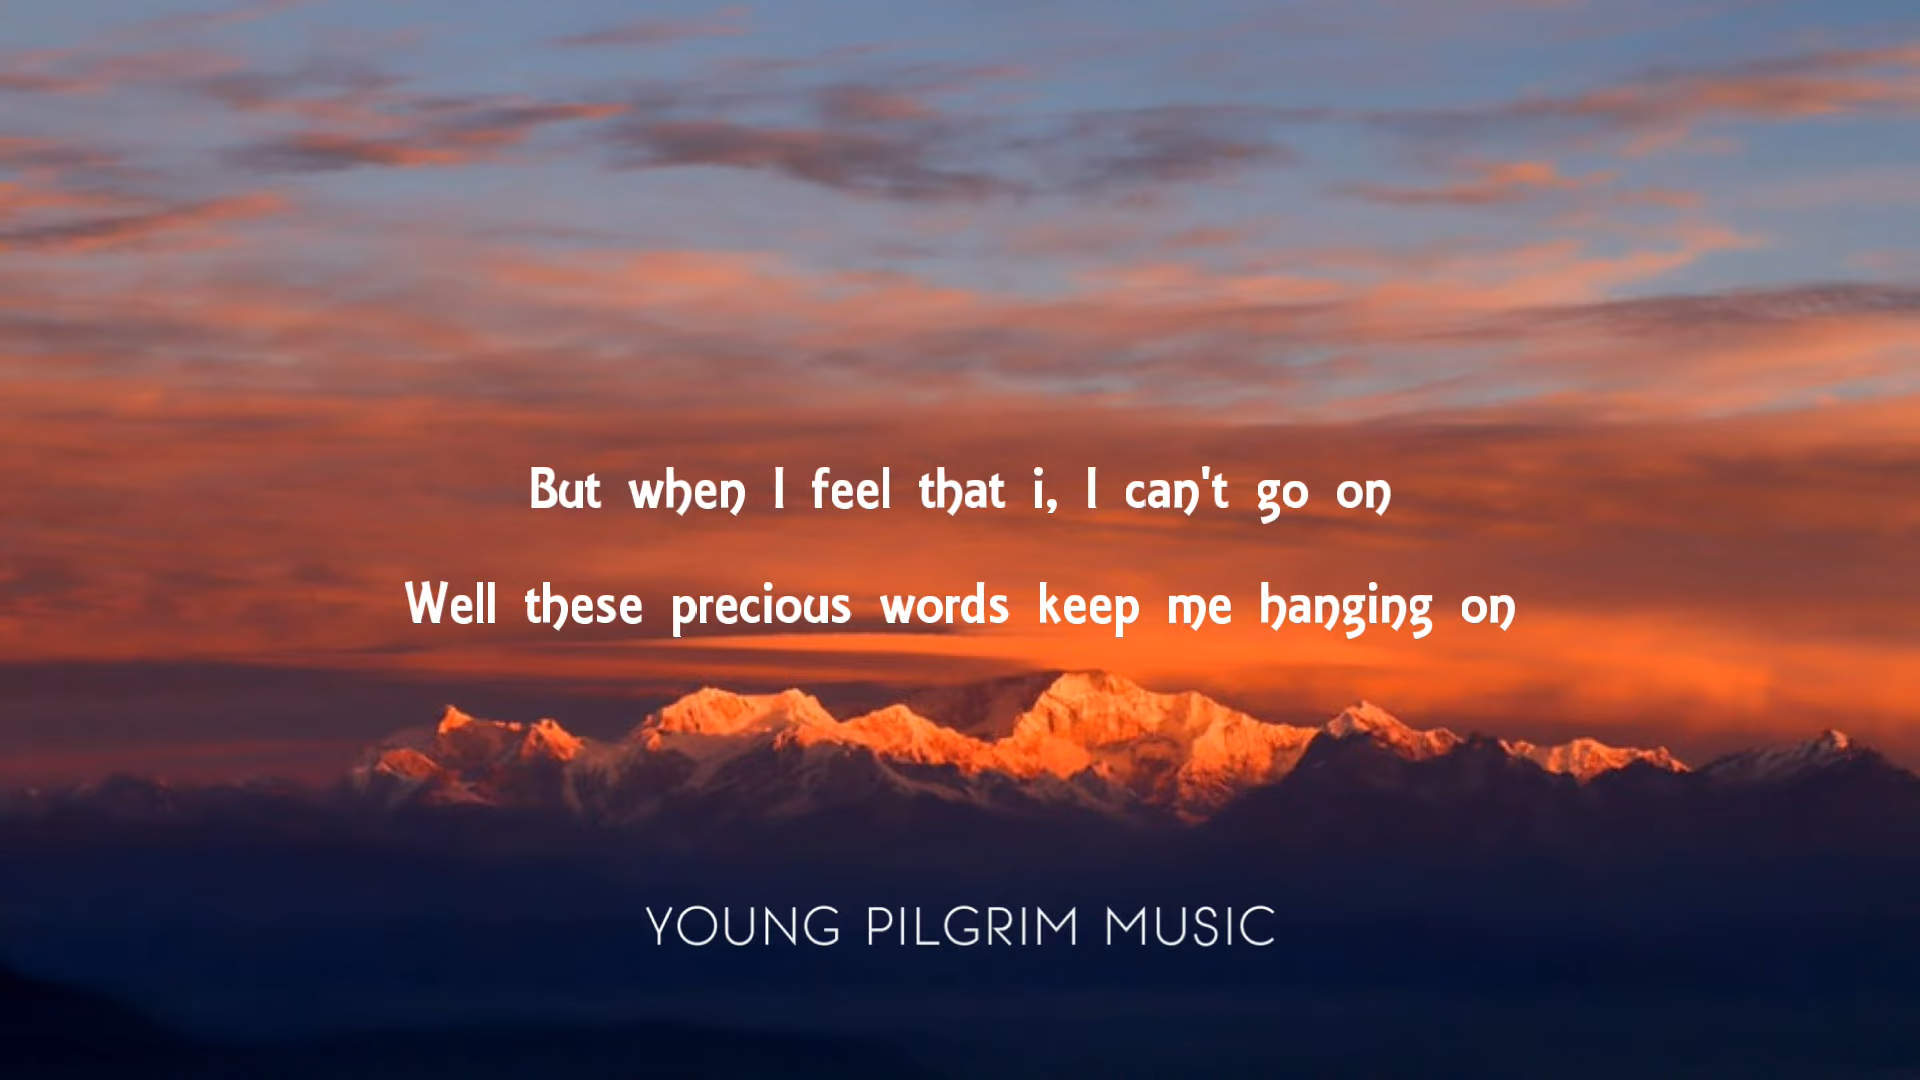 But when I feel that i, I can't go on
Well these precious words keep me hanging on
YOUNG PILGRIM MUSIC